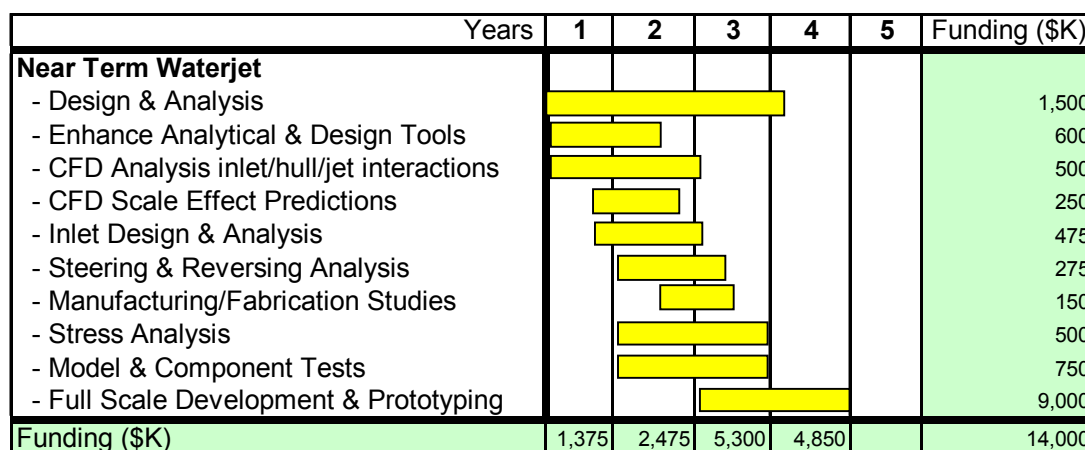 Years 1 2 3 4 5 Funding ($K)
Near Term Waterjet
- Design & Analysis 1,500
- Enhance Analytical & Design Tools 600
- CFD Analysis inlet/hull/jet interactions 500
- CFD Scale Effect Predictions 250
- Inlet Design & Analysis 475
- Steering & Reversing Analysis 275
- Manufacturing/Fabrication Studies 150
- Stress Analysis 500
- Model & Component Tests 750
- Full Scale Development & Prototyping 9,000
Funding ($K) 1,375 2,475 5,300 4,850 14,000